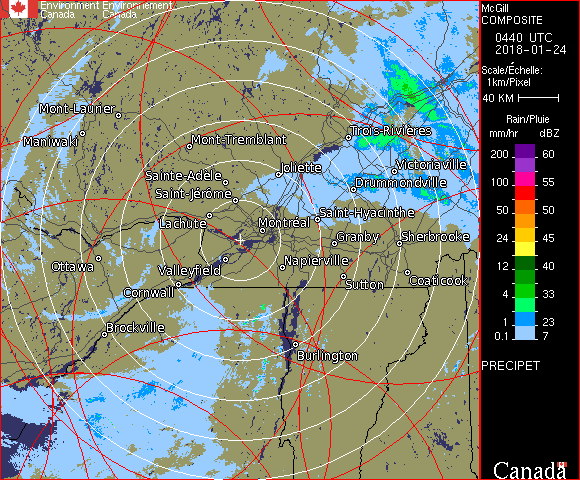 Environment Environnement
Canada Canada
McGill
COMPOSITE
0440 UTC
2018-01-24
Scale/Échelle:
1km/Pixel
40 KM
Rain/Pluie
mm/hr dBZ
200 60
100 55
50 50
24 45
12 40
4 33
1 23
0.1 7
PRECIPET
Canada
Mont-Laurier
Maniwaki
Mont-Tremblant
Trois-Rivières
Sainte-Adèle
Joliette
Victoriaville
Drummondville
Saint-Jérôme
Lachute
Montréal
Saint-Hyacinthe
Granby
Sherbrooke
Ottawa
Valleyfield
Napierville
Cornwall
Sutton
Coaticook
Brockville
Burlington